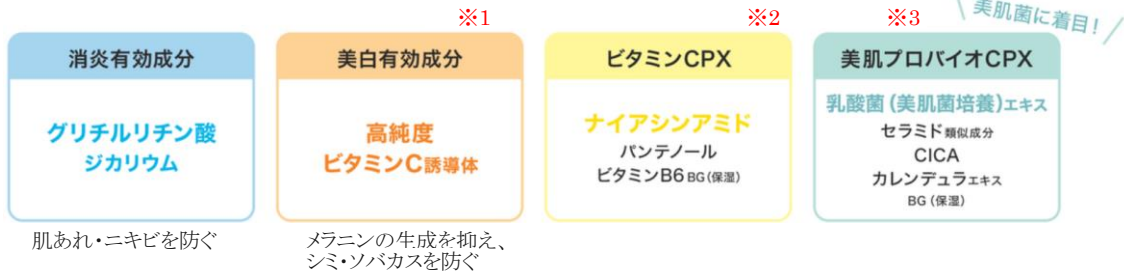 ※1
※2
※3
美肌菌に着目!
消炎有効成分
グリチルリチン酸
ジカリウム
肌あれ・ニキビを防ぐ
美白有効成分
高純度
ビタミンC誘導体
メラニンの生成を抑え、
シミ・ソバカスを防ぐ
ビタミンCPX
ナイアシンアミド
パンテノール
ビタミンB6 BG(保湿)
美肌プロバイオCPX
乳酸菌(美肌菌培養)エキス
セラミド類似成分
CICA
カレンデュラエキス
BG(保湿)